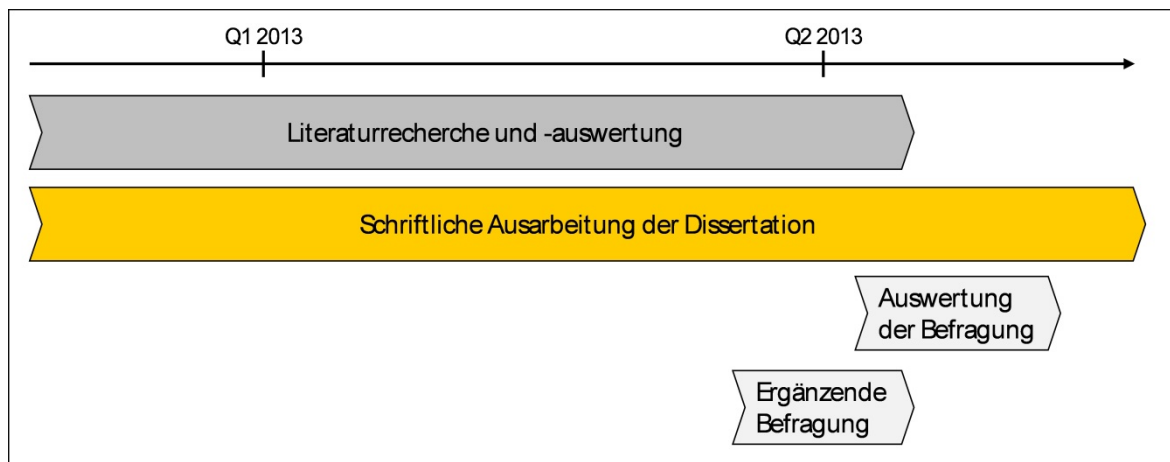 Q1 2013
Q2 2013
Literaturrecherche und -auswertung
Schriftliche Ausarbeitung der Dissertation
Auswertung
der Befragung
Ergänzende
Befragung